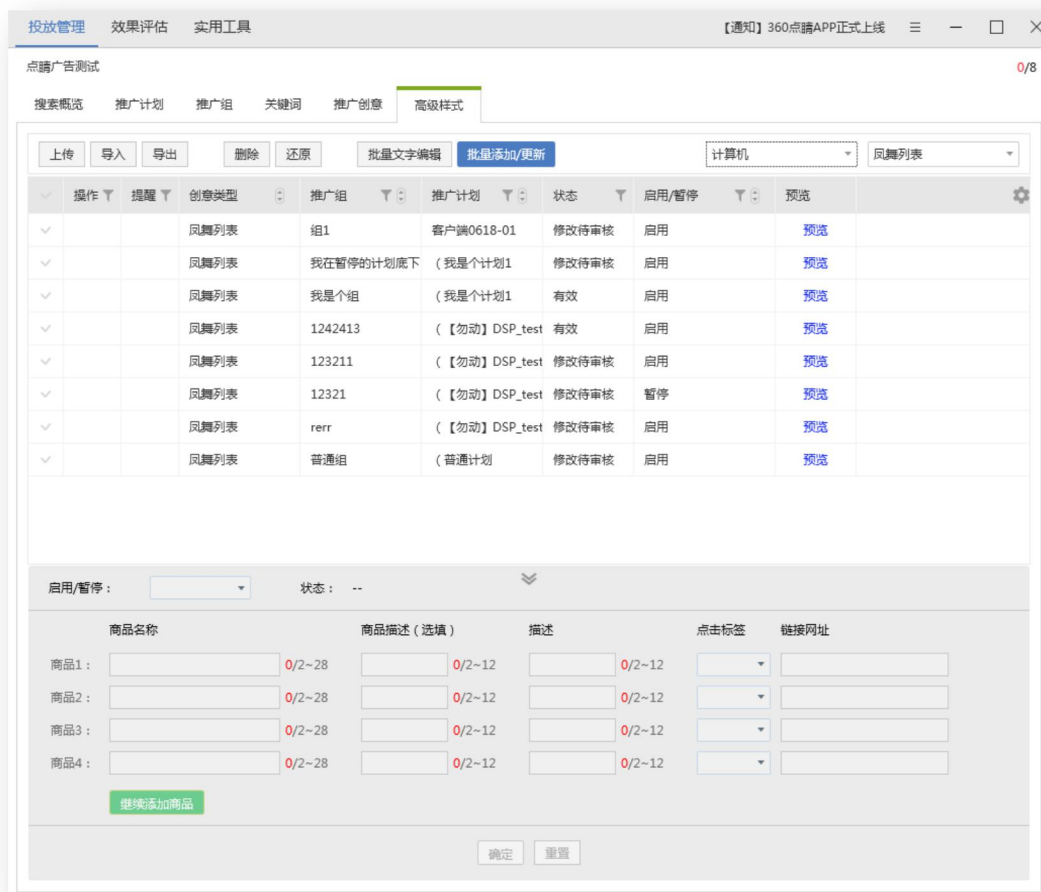 投放管理 效果评估 实用工具 【通知】360点睛APP正式上线
点睛广告测试 0/8
搜索概览 推广计划 推广组 关键词 推广创意 高级样式
上传 导入 导出 删除 还原 批量文字编辑 批量添加/更新 计算机 凤舞列表
操作 提醒 创意类型 推广组 推广计划 状态 启用/暂停 预览
凤舞列表 组1 客户端0618-01 修改待审核 启用 预览
凤舞列表 我在暂停的计划底下 (我是个计划1 修改待审核 启用 预览
凤舞列表 我是个组 (我是个计划1 有效 启用 预览
凤舞列表 1242413 (【勿动】DSP_test 有效 启用 预览
凤舞列表 123211 (【勿动】DSP_test 修改待审核 启用 预览
凤舞列表 12321 (【勿动】DSP_test 修改待审核 暂停 预览
凤舞列表 rerr (【勿动】DSP_test 修改待审核 启用 预览
凤舞列表 普通组 (普通计划 修改待审核 启用 预览
启用/暂停: 状态: --
商品名称 商品描述(选填) 描述 点击标签 链接网址
商品1: 0/2~28 0/2~12 0/2~12
商品2: 0/2~28 0/2~12 0/2~12
商品3: 0/2~28 0/2~12 0/2~12
商品4: 0/2~28 0/2~12 0/2~12
继续添加商品
确定 重置